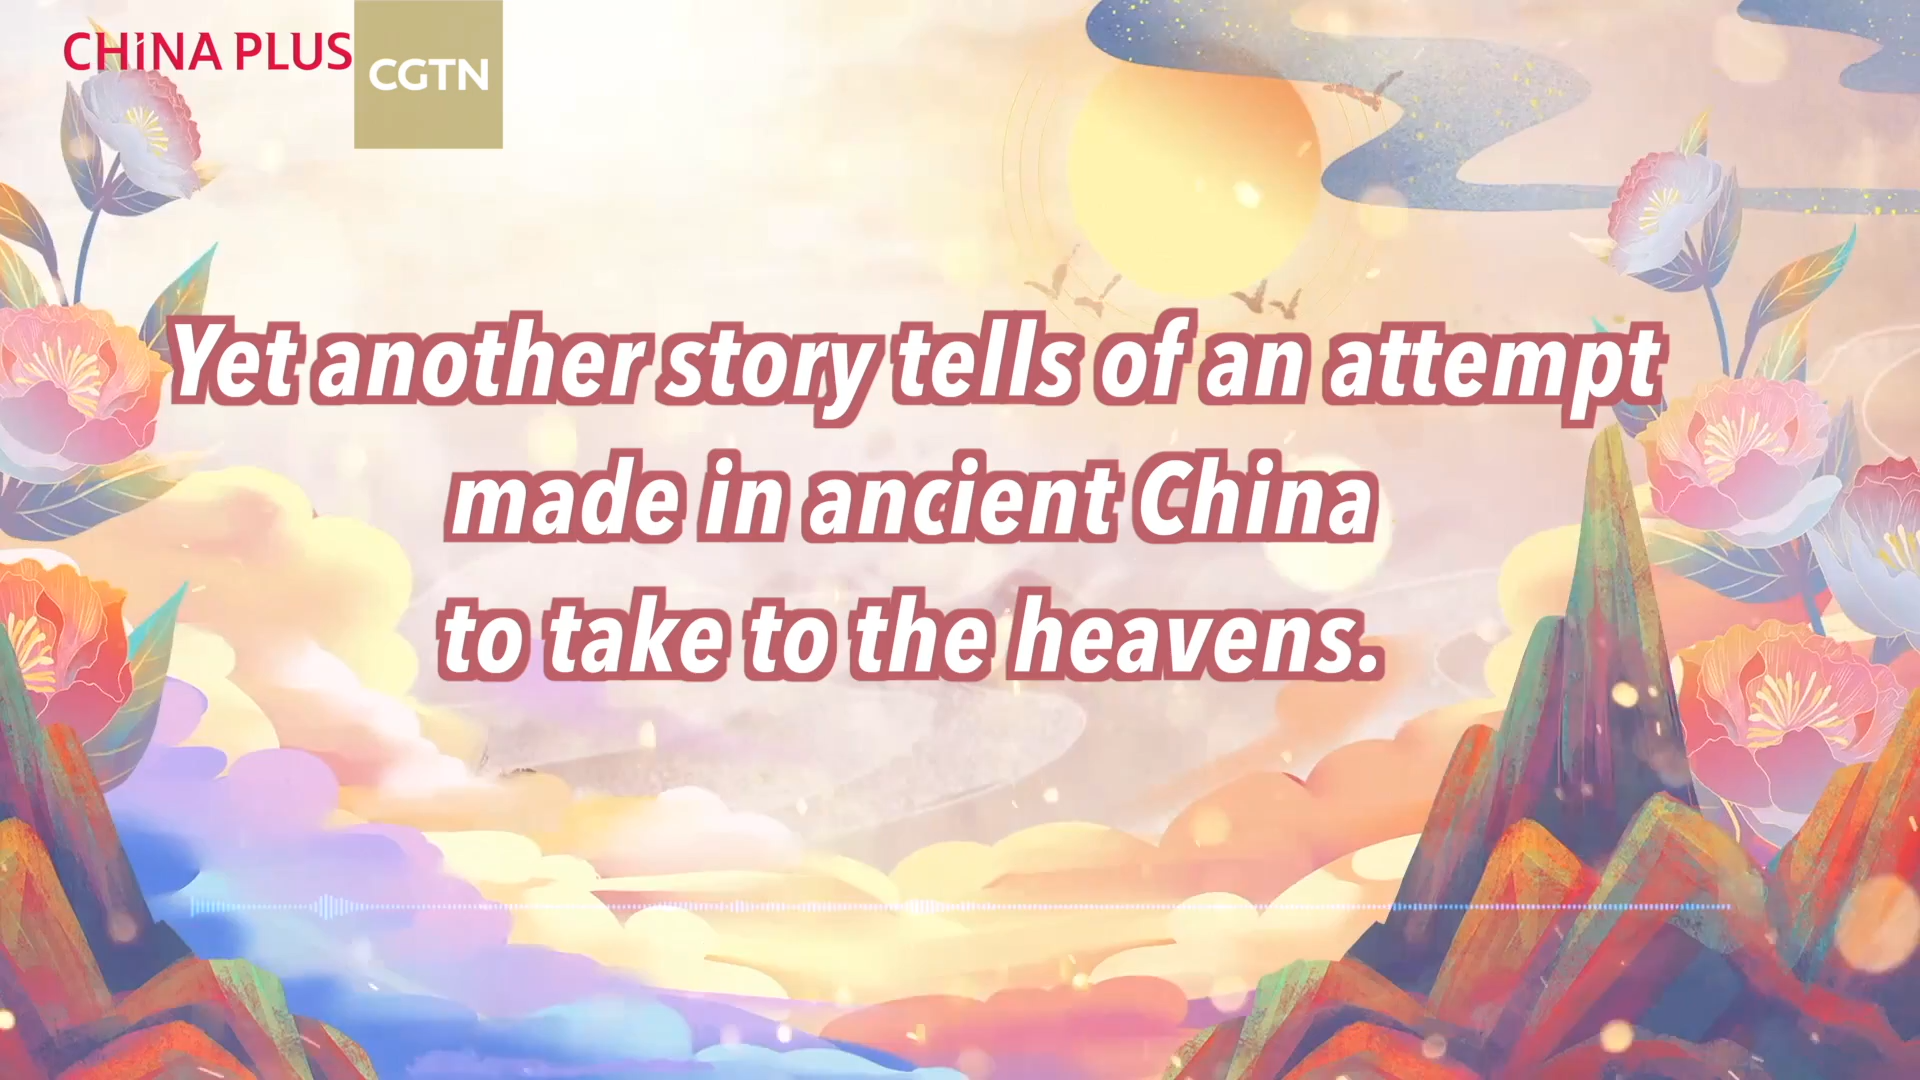 CHINA PLUS
CGTN
Yet another story tells of an attempt
made in ancient China
to take to the heavens.